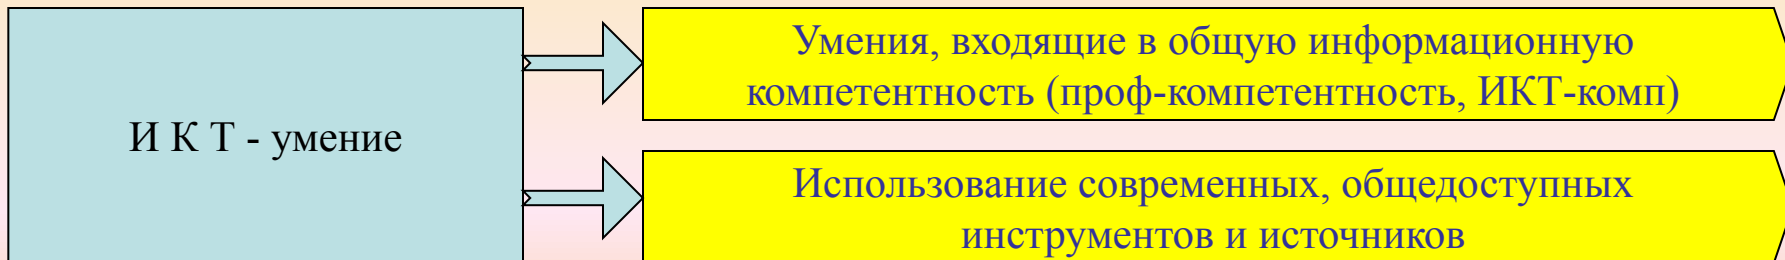 И К Т - умение
Умения, входящие в общую информационную
компетентность (проф-компетентность, ИКТ-комп)
Использование современных, общедоступных
инструментов и источников